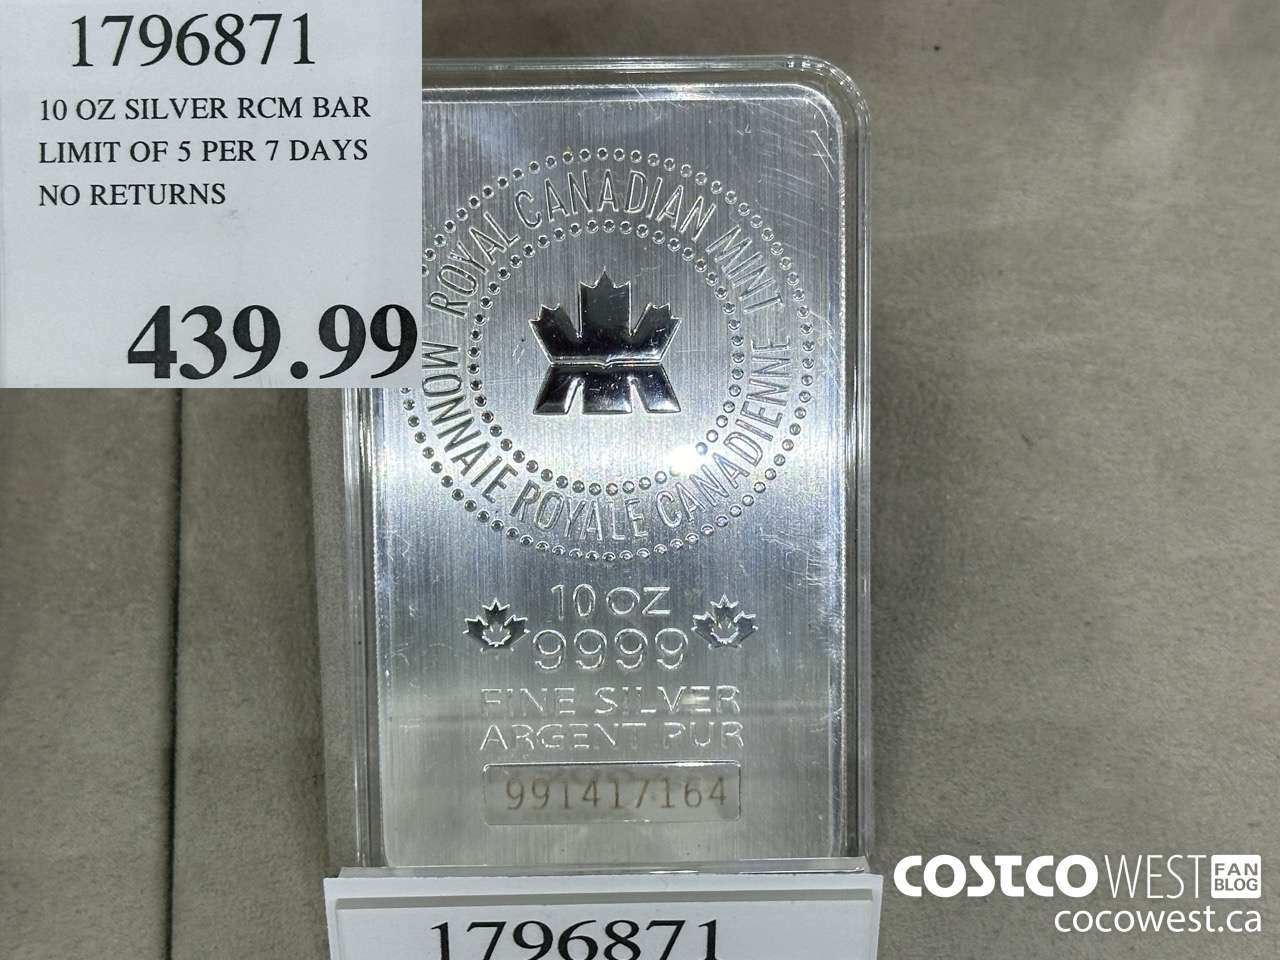 1796871
10 OZ SILVER RCM BAR
LIMIT OF 5 PER 7 DAYS
NO RETURNS
439.99
ROYAL CANADIAN MINT
MONNAIE ROYALE CANADIENNE
10 OZ
9999
FINE SILVER
ARGENT PUR
991417164
1796871
COSTCO WEST FAN BLOG
cocowest.ca